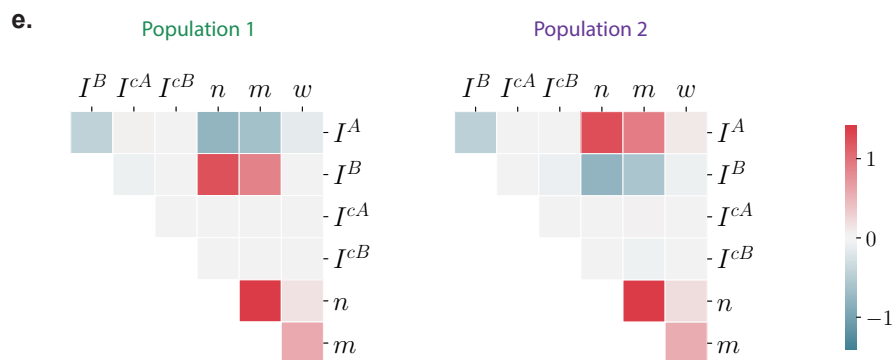 e.
Population 1 Population 2
I^B I^{cA} I^{cB} n m w I^B I^{cA} I^{cB} n m w
I^A I^A
I^B I^B 1
I^{cA} I^{cA}
0
I^{cB} I^{cB}
n n
−1
m m